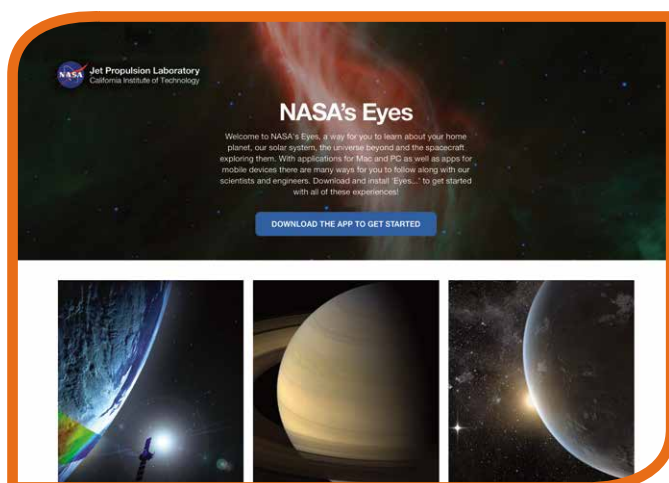 NASA
Jet Propulsion Laboratory
California Institute of Technology
NASA's Eyes
Welcome to NASA's Eyes, a way for you to learn about your home
planet, our solar system, the universe beyond and the spacecraft
exploring them. With applications for Mac and PC as well as apps for
mobile devices there are many ways for you to follow along with our
scientists and engineers. Download and install 'Eyes...' to get started
with all of these experiences!
DOWNLOAD THE APP TO GET STARTED